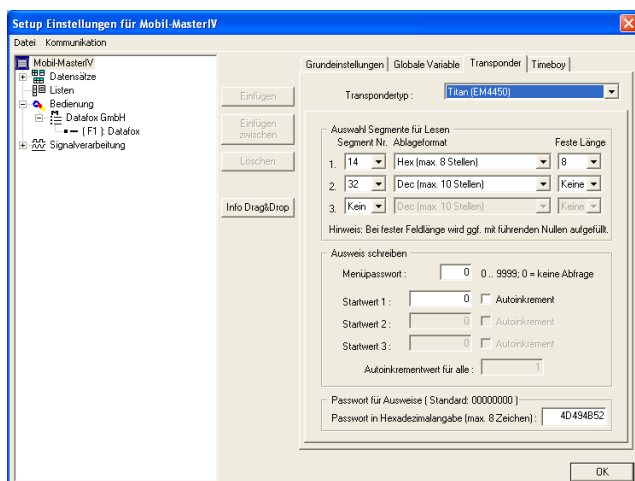 Setup Einstellungen für Mobil-MasterIV
Datei Kommunikation
Mobil-MasterIV
Datensätze
Listen
Bedienung
Datafox GmbH
( F1 ): Datafox
Signalverarbeitung
Einfügen
Einfügen
zwischen
Löschen
Info Drag&Drop
Grundeinstellungen Globale Variable Transponder Timeboy
Transpondertyp : Titan (EM4450)
Auswahl Segmente für Lesen
Segment Nr. Ablageformat Feste Länge
1. 14 Hex (max. 8 Stellen) 8
2. 32 Dec (max. 10 Stellen) Keine
3. Kein Dec (max. 10 Stellen) Keine
Hinweis: Bei fester Feldlänge wird ggf. mit führenden Nullen aufgefüllt.
Ausweis schreiben
Menüpasswort : 0 0 .. 9999; 0 = keine Abfrage
Startwert 1 : 0 Autoinkrement
Startwert 2 : 0 Autoinkrement
Startwert 3 : 0 Autoinkrement
Autoinkrementwert für alle : 1
Passwort für Ausweise ( Standard: 00000000 )
Passwort in Hexadezimalangabe (max. 8 Zeichen) : 4D494B52
OK